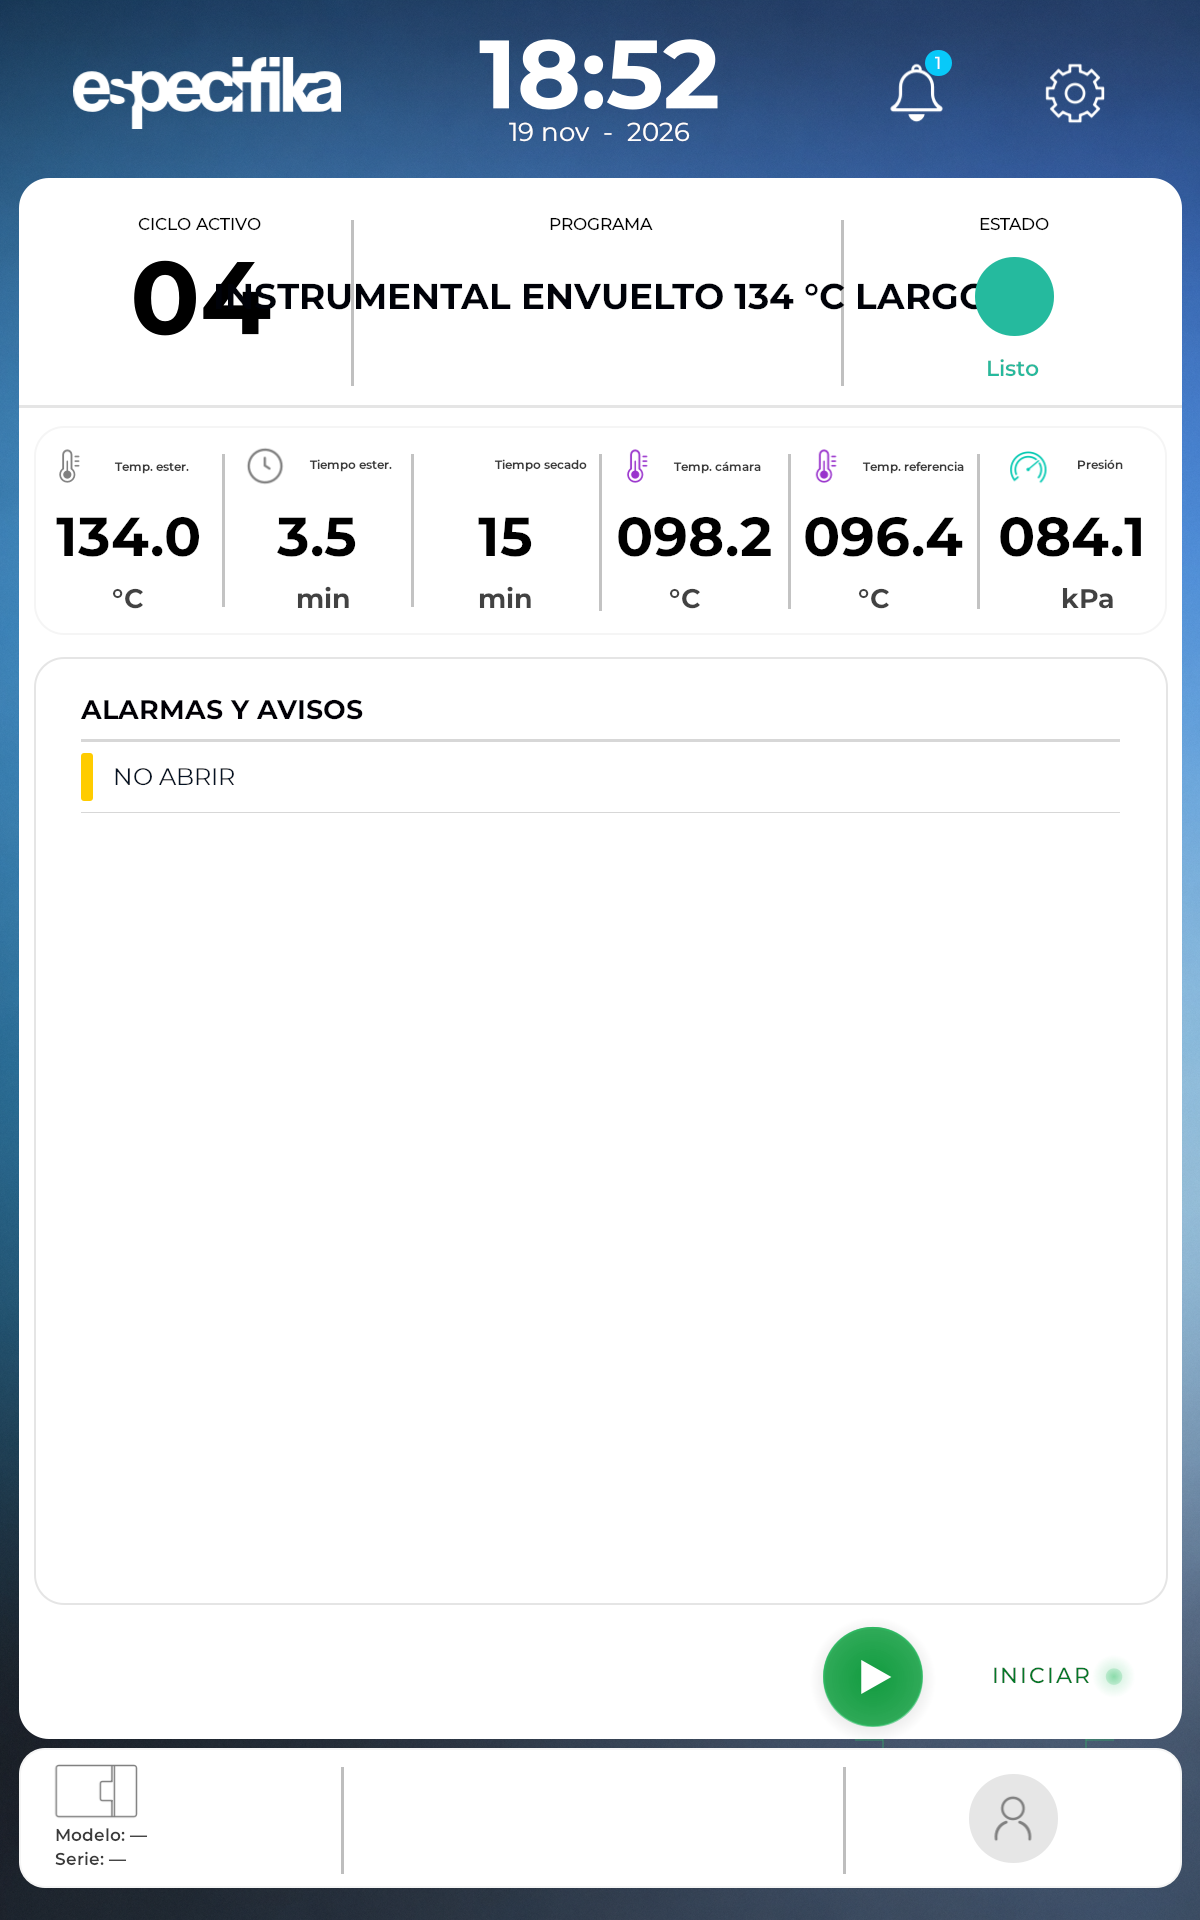 especifika
18:52
19 nov - 2026
1
CICLO ACTIVO
PROGRAMA
ESTADO
04
INSTRUMENTAL ENVUELTO 134 °C LARGO
Listo
Temp. ester.
Tiempo ester.
Tiempo secado
Temp. cámara
Temp. referencia
Presión
134.0
3.5
15
098.2
096.4
084.1
°C
min
min
°C
°C
kPa
ALARMAS Y AVISOS
NO ABRIR
INICIAR
Modelo: —
Serie: —